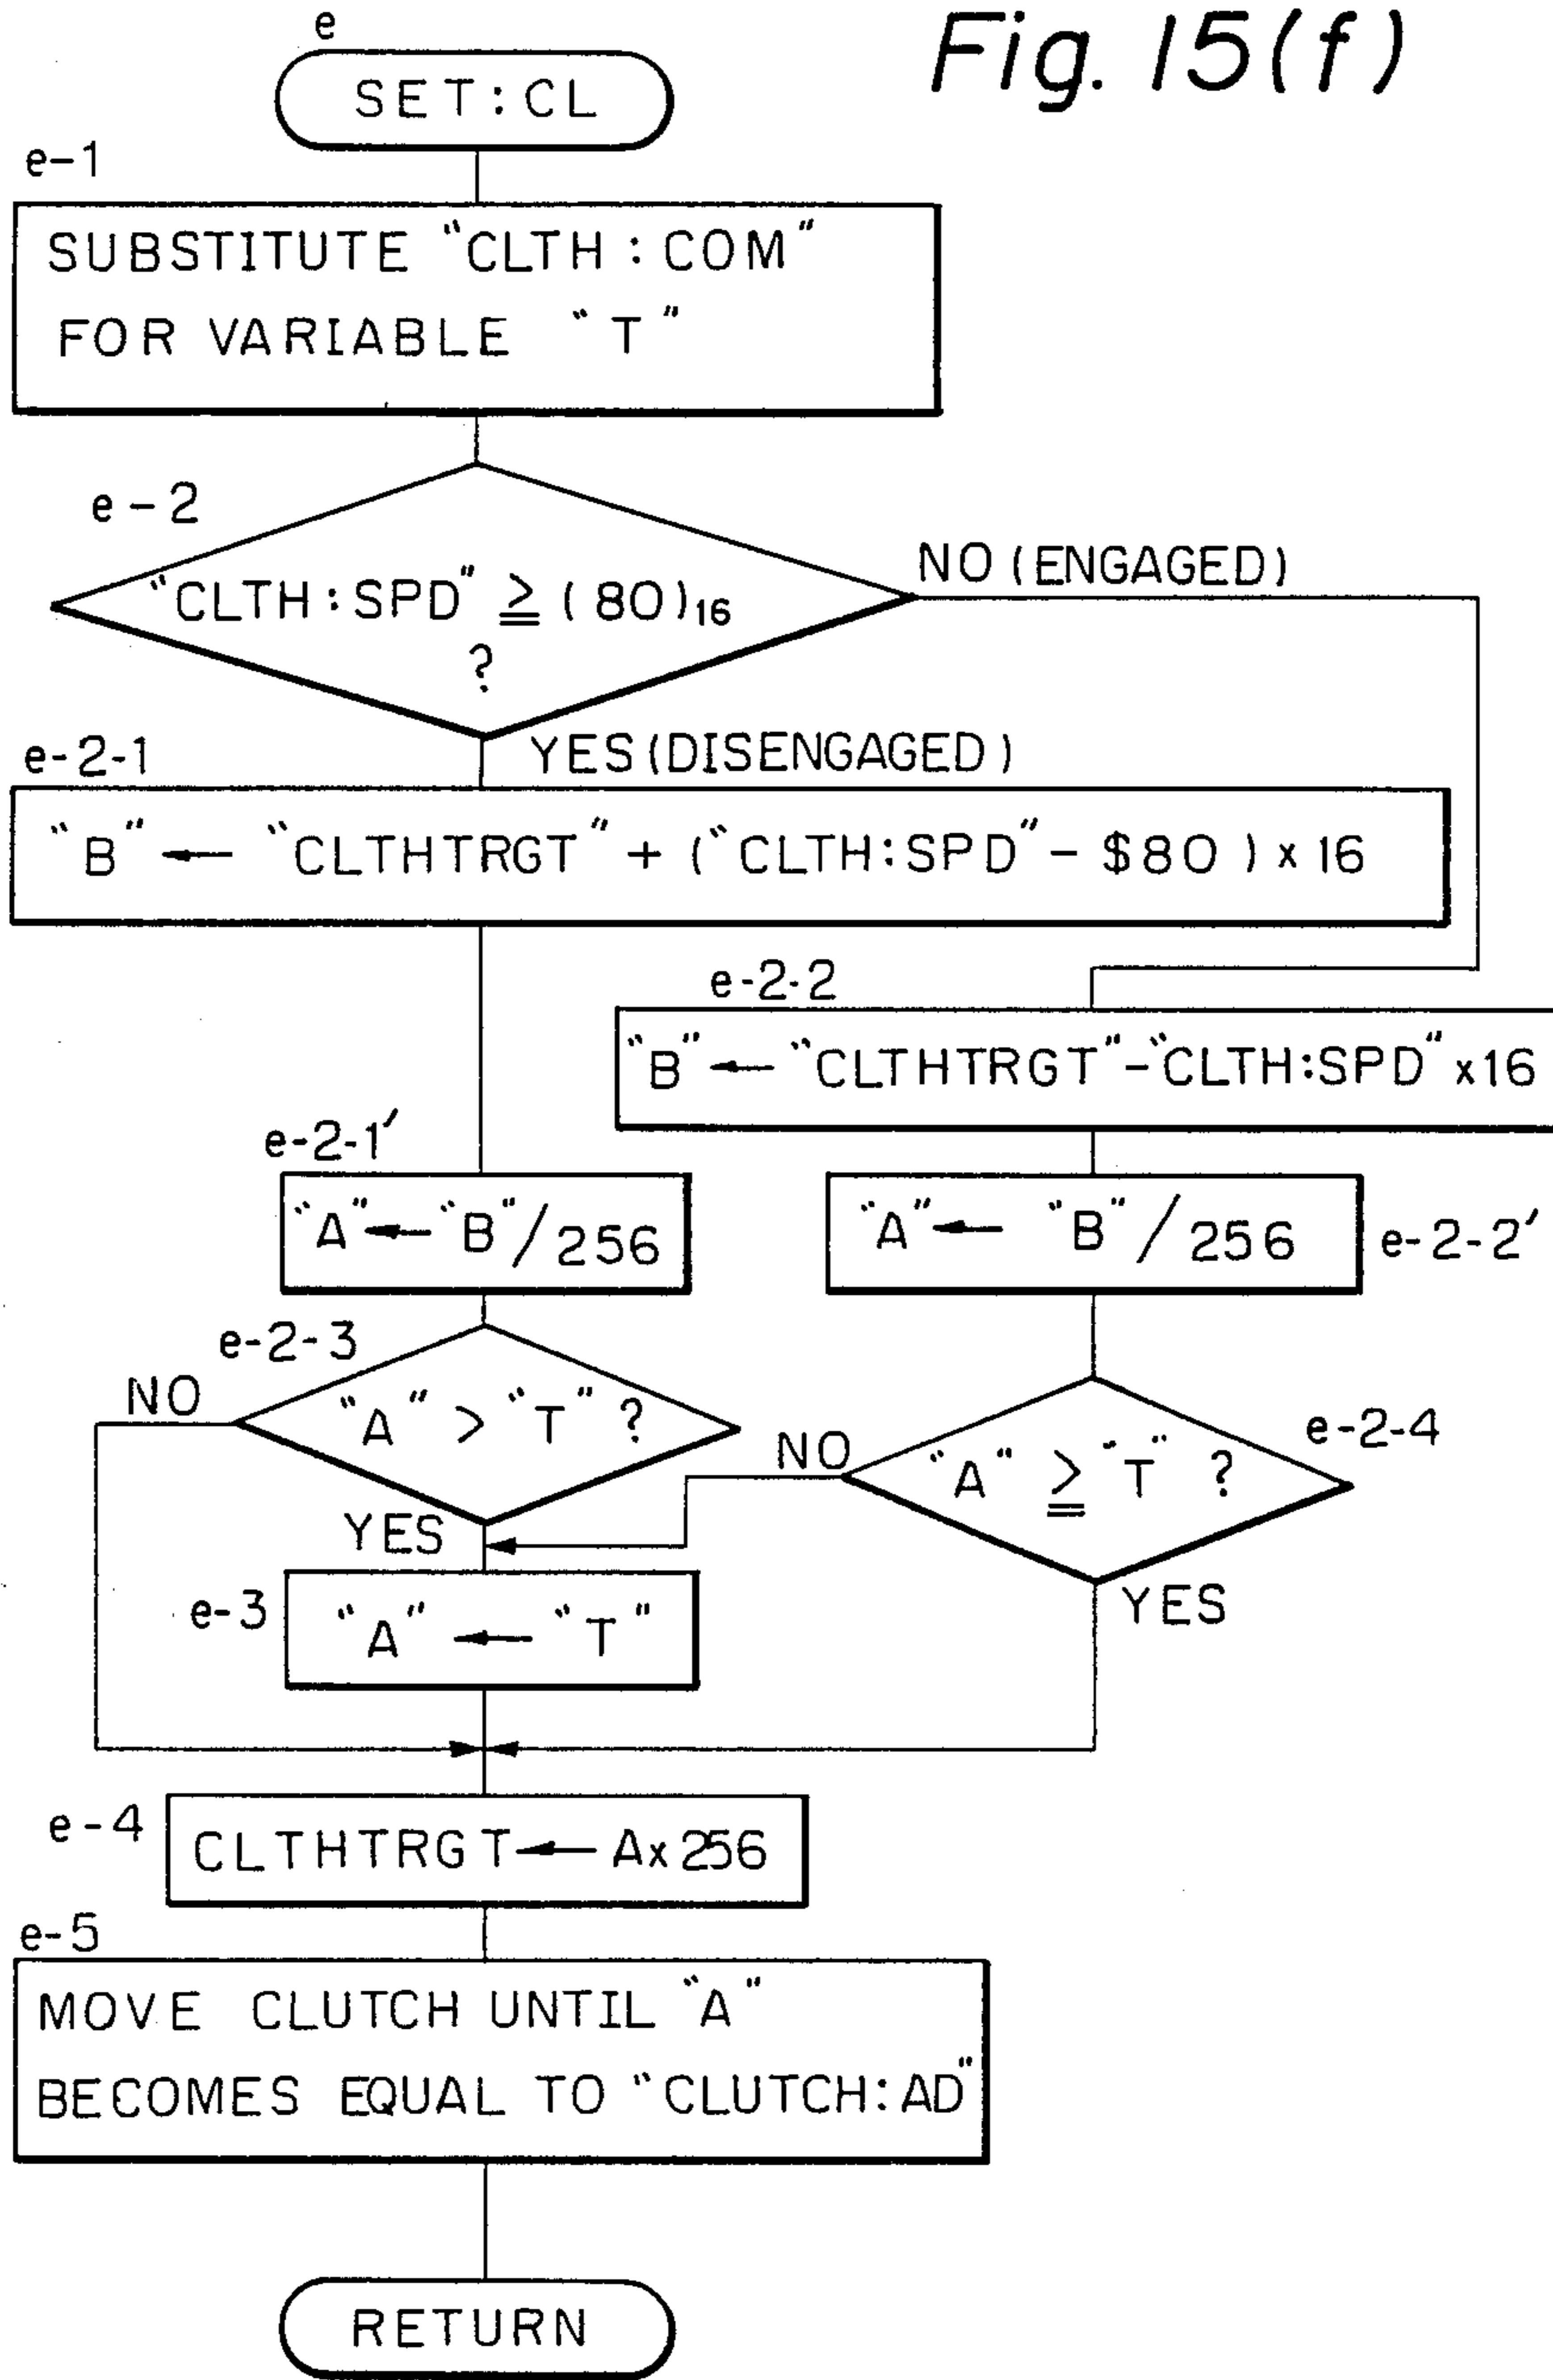 Fig. 15(f)
e
SET:CL
e-1
SUBSTITUTE "CLTH:COM"
FOR VARIABLE "T"
e-2
"CLTH:SPD" ≧ (80)₁₆
?
NO (ENGAGED)
YES (DISENGAGED)
e-2-1
"B" ← "CLTHTRGT" + ("CLTH:SPD" - $80) x 16
e-2-2
"B" ← "CLTHTRGT" - "CLTH:SPD" x16
e-2-1'
"A" ← "B"/256
"A" ← "B"/256
e-2-2'
e-2-3
NO
"A" > "T" ?
YES
NO
"A" ≧ "T" ?
e-2-4
YES
e-3
"A" ← "T"
e-4
CLTHTRGT ← Ax256
e-5
MOVE CLUTCH UNTIL "A"
BECOMES EQUAL TO "CLUTCH:AD"
RETURN